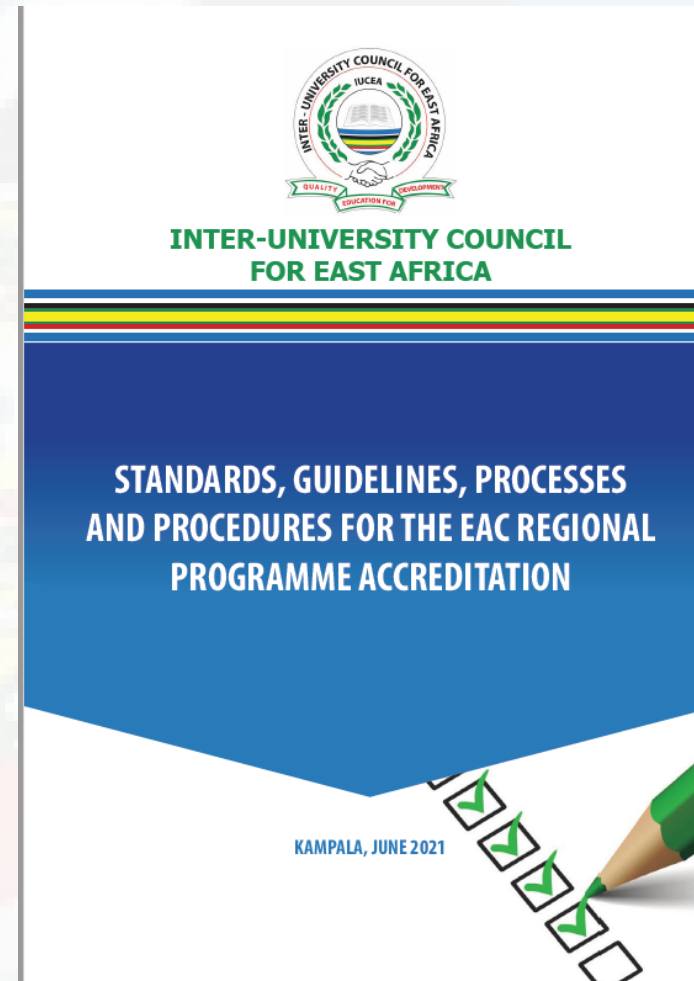 INTER - UNIVERSITY COUNCIL FOR EAST AFRICA
IUCEA
QUALITY
EDUCATION FOR
DEVELOPMENT
INTER-UNIVERSITY COUNCIL
FOR EAST AFRICA
STANDARDS, GUIDELINES, PROCESSES
AND PROCEDURES FOR THE EAC REGIONAL
PROGRAMME ACCREDITATION
KAMPALA, JUNE 2021